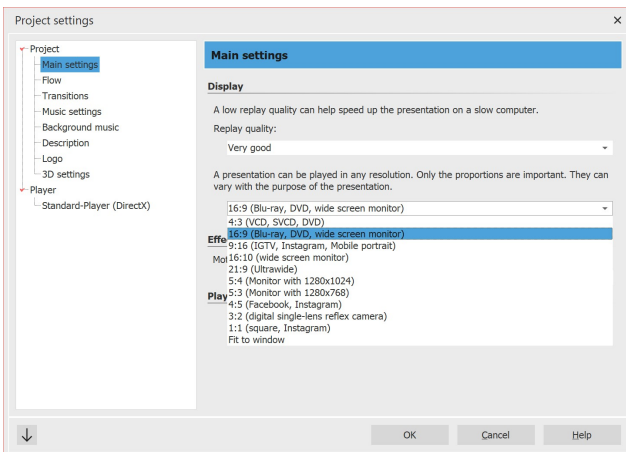 Project settings
Project
Main settings
Flow
Transitions
Music settings
Background music
Description
Logo
3D settings
Player
Standard-Player (DirectX)
Main settings
Display
A low replay quality can help speed up the presentation on a slow computer.
Replay quality:
Very good
A presentation can be played in any resolution. Only the proportions are important. They can
vary with the purpose of the presentation.
16:9 (Blu-ray, DVD, wide screen monitor)
4:3 (VCD, SVCD, DVD)
16:9 (Blu-ray, DVD, wide screen monitor)
9:16 (IGTV, Instagram, Mobile portrait)
16:10 (wide screen monitor)
21:9 (Ultrawide)
5:4 (Monitor with 1280x1024)
5:3 (Monitor with 1280x768)
4:5 (Facebook, Instagram)
3:2 (digital single-lens reflex camera)
1:1 (square, Instagram)
Fit to window
Effe
Mot
Play
OK
Cancel
Help